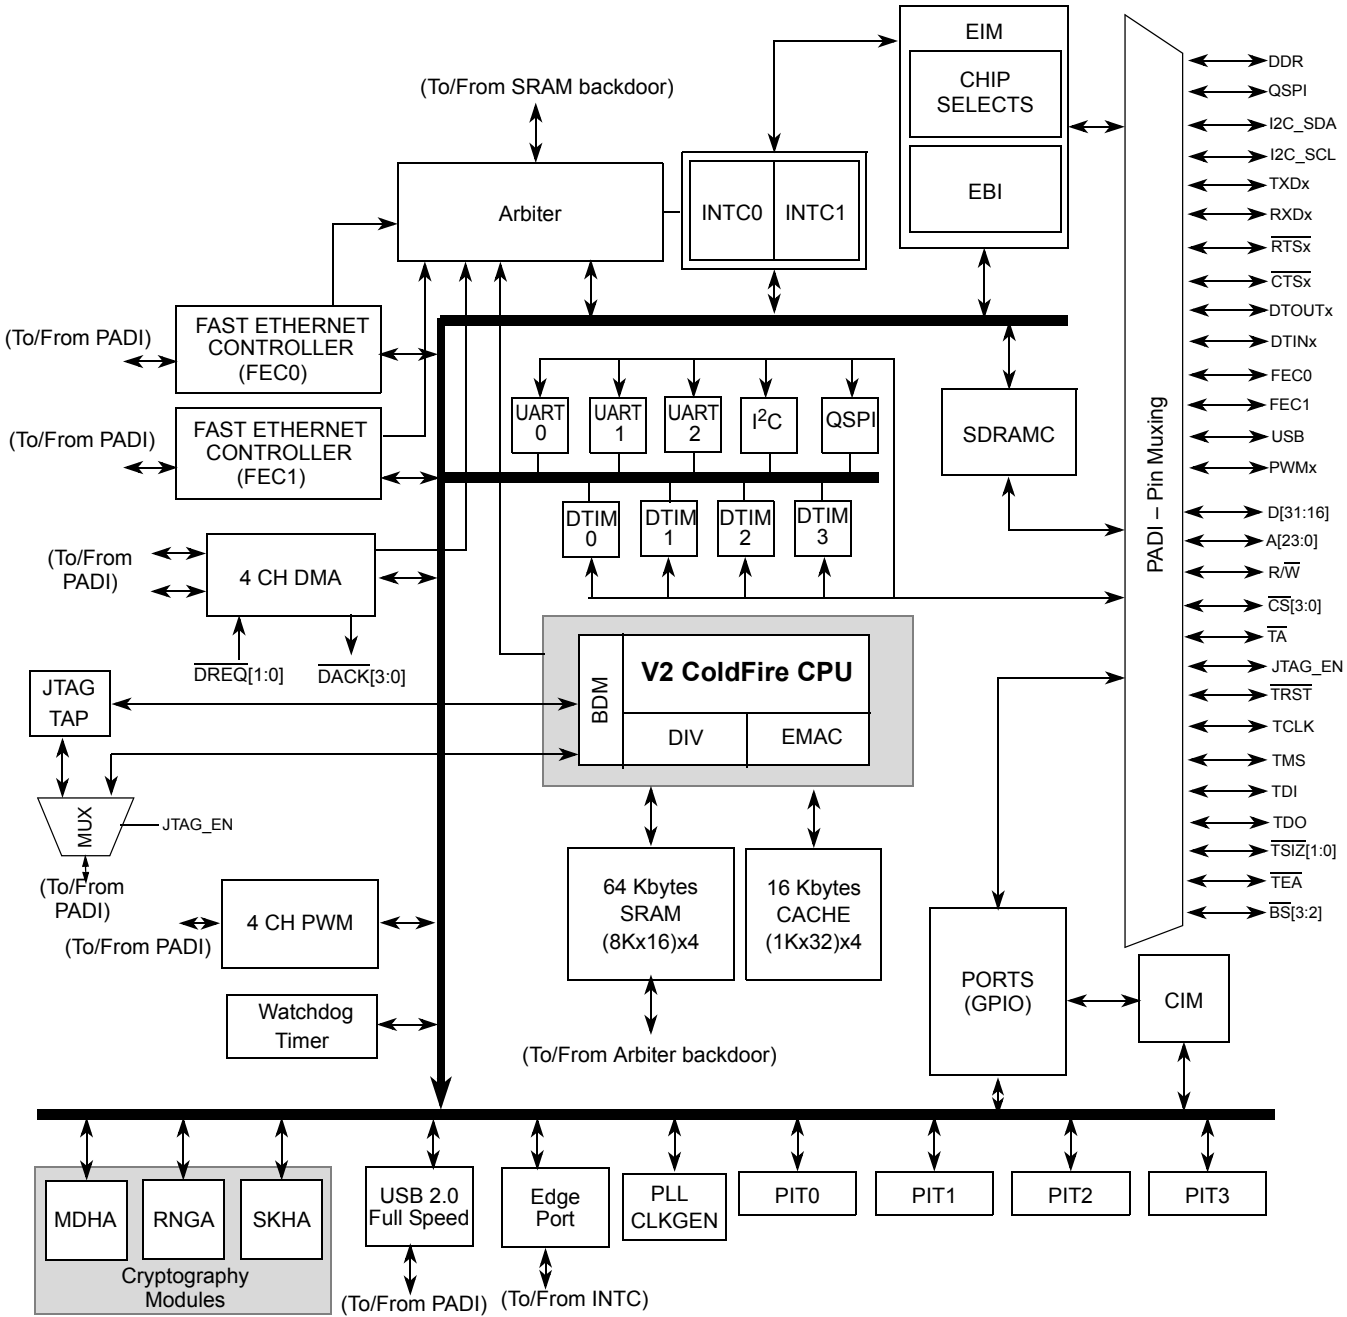 EIM
CHIP
SELECTS
EBI
(To/From SRAM backdoor)
Arbiter
INTC0
INTC1
(To/From PADI)
FAST ETHERNET
CONTROLLER
(FEC0)
(To/From PADI)
FAST ETHERNET
CONTROLLER
(FEC1)
UART
0
UART
1
UART
2
I²C
QSPI
SDRAMC
DTIM
0
DTIM
1
DTIM
2
DTIM
3
(To/From
PADI)
4 CH DMA
DREQ[1:0]
DACK[3:0]
JTAG
TAP
BDM
V2 ColdFire CPU
DIV
EMAC
MUX
JTAG_EN
(To/From
PADI)
4 CH PWM
(To/From PADI)
64 Kbytes
SRAM
(8Kx16)x4
16 Kbytes
CACHE
(1Kx32)x4
(To/From Arbiter backdoor)
Watchdog
Timer
PORTS
(GPIO)
CIM
PADI – Pin Muxing
DDR
QSPI
I2C_SDA
I2C_SCL
TXDx
RXDx
RTSx
CTSx
DTOUTx
DTINx
FEC0
FEC1
USB
PWMx
D[31:16]
A[23:0]
R/W
CS[3:0]
TA
JTAG_EN
TRST
TCLK
TMS
TDI
TDO
TSIZ[1:0]
TEA
BS[3:2]
MDHA
RNGA
SKHA
Cryptography
Modules
USB 2.0
Full Speed
(To/From PADI)
Edge
Port
(To/From INTC)
PLL
CLKGEN
PIT0
PIT1
PIT2
PIT3